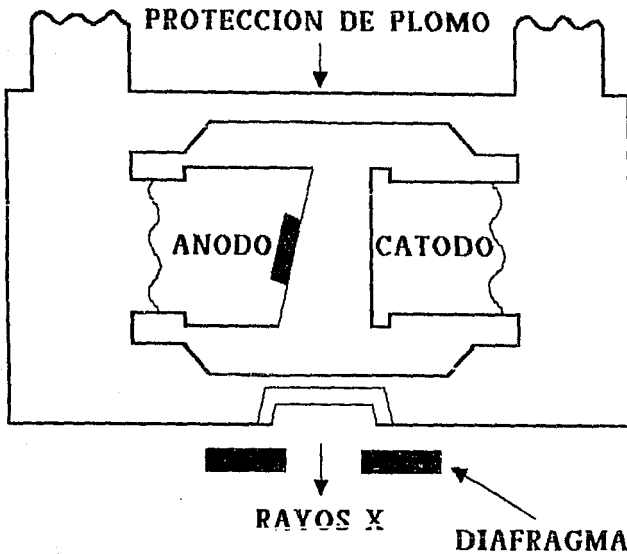 PROTECCION DE PLOMO
ANODO
CATODO
RAYOS X
DIAFRAGMA